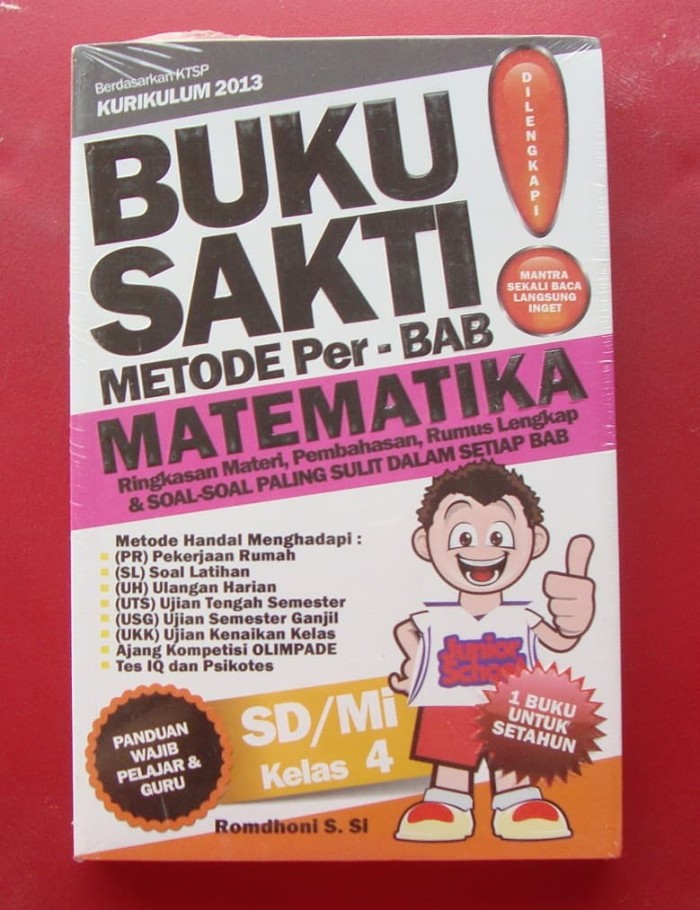 Berdasarkan KTSP
KURIKULUM 2013
DILENGKAPI
BUKU
SAKTI
MANTRA
SEKALI BACA
LANGSUNG
INGET
METODE Per - BAB
MATEMATIKA
Ringkasan Materi, Pembahasan, Rumus Lengkap
& SOAL-SOAL PALING SULIT DALAM SETIAP BAB
Metode Handal Menghadapi :
(PR) Pekerjaan Rumah
(SL) Soal Latihan
(UH) Ulangan Harian
(UTS) Ujian Tengah Semester
(USG) Ujian Semester Ganjil
(UKK) Ujian Kenaikan Kelas
Ajang Kompetisi OLIMPADE
Tes IQ dan Psikotes
Junior
School
PANDUAN
WAJIB
PELAJAR &
GURU
SD/Mi
Kelas 4
1 BUKU
UNTUK
SETAHUN
Romdhoni S. Si